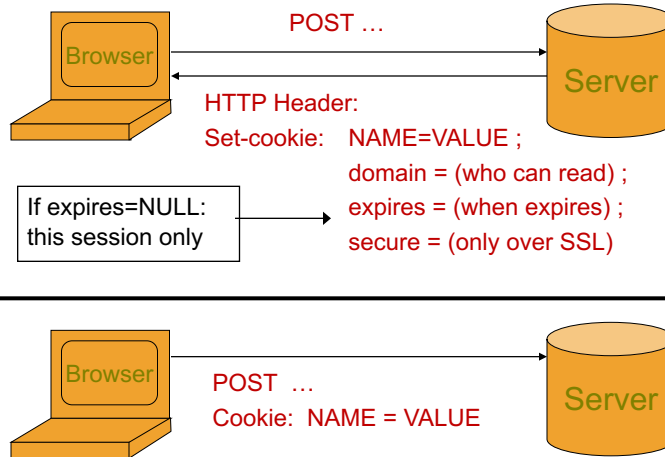 POST …
Browser
Server
HTTP Header:
Set-cookie: NAME=VALUE ;
domain = (who can read) ;
If expires=NULL:
expires = (when expires) ;
this session only
secure = (only over SSL)
Browser
POST …
Server
Cookie: NAME = VALUE